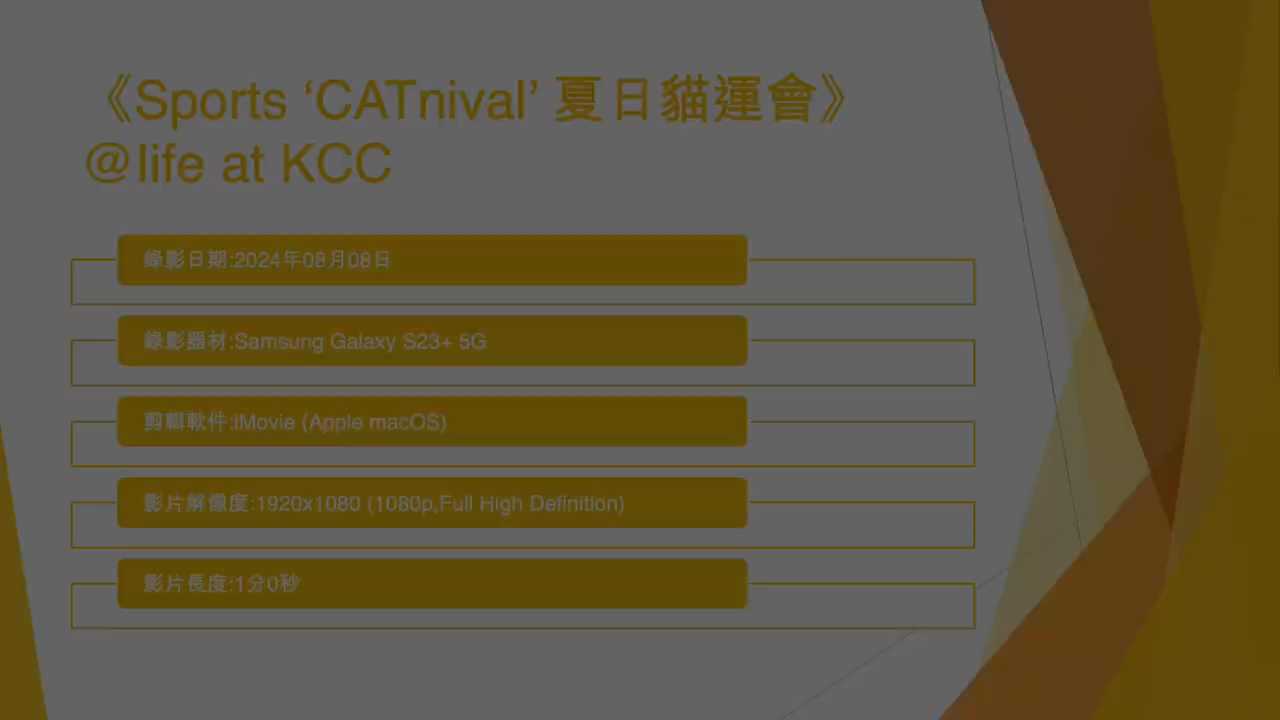 《Sports ‘CATnival’ 夏日貓運會》
@life at KCC
錄影日期:2024年08月08日
錄影器材:Samsung Galaxy S23+ 5G
剪輯軟件:iMovie (Apple macOS)
影片解像度:1920x1080 (1080p,Full High Definition)
影片長度:1分0秒